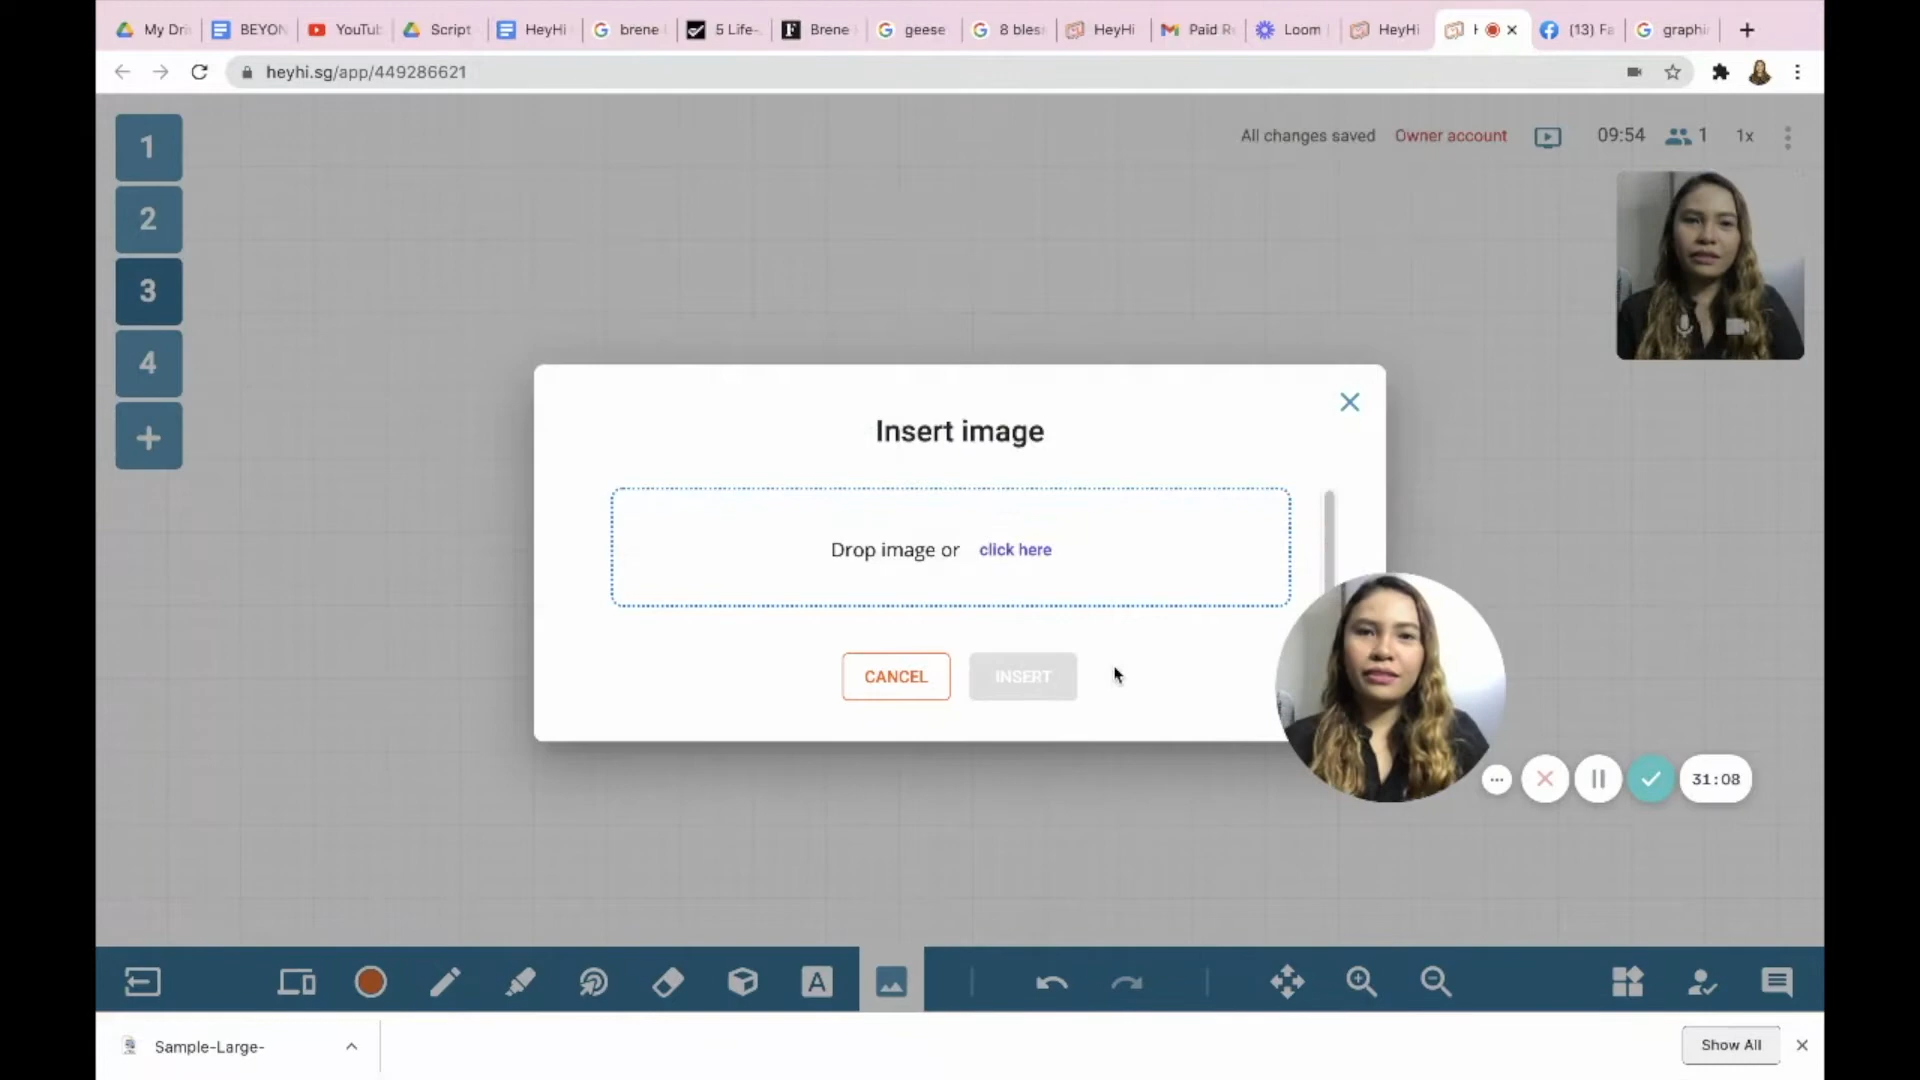 My Dri
BEYON
YouTub
Script
HeyHi
brene
5 Life-
Brene
geese
8 bles
HeyHi
Paid Re
Loom
HeyHi
H
(13) Fa
graphi
heyhi.sg/app/449286621
1
2
3
4
+
All changes saved
Owner account
09:54
1
1x
Insert image
Drop image or click here
CANCEL
INSERT
31:08
A
Sample-Large-
Show All